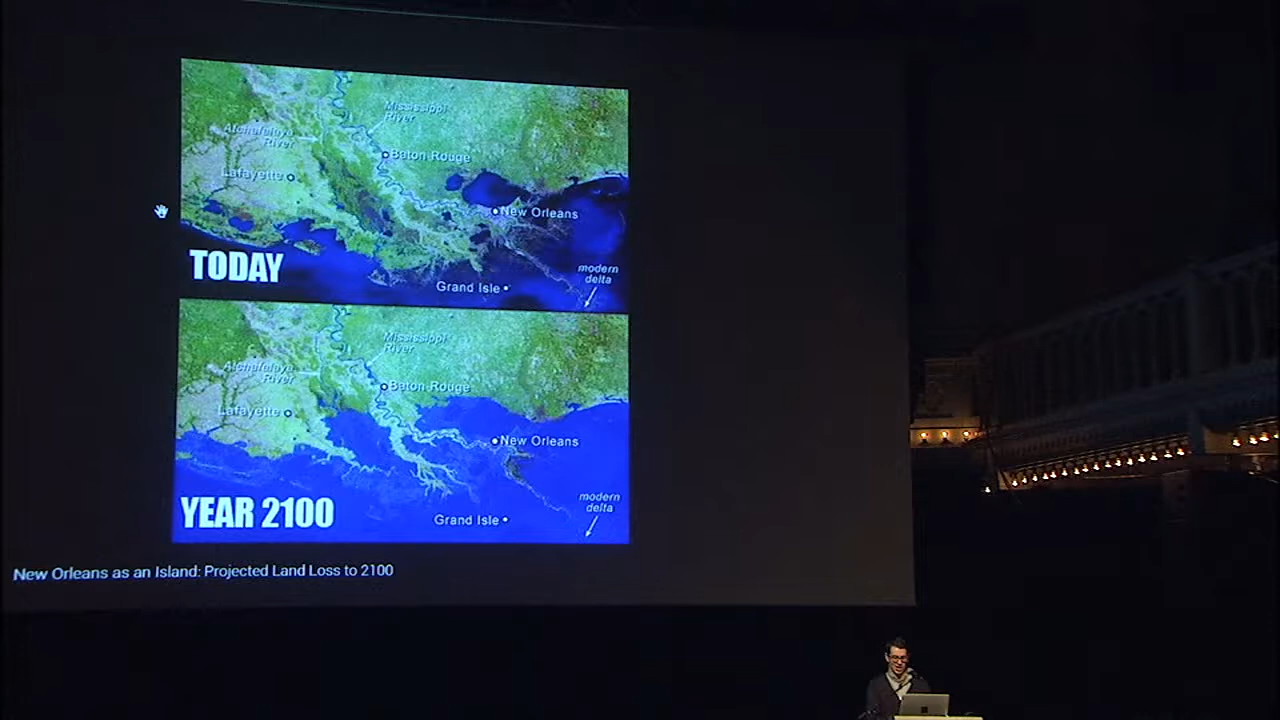 Mississippi
River
Atchafalaya
River
Baton Rouge
Lafayette
New Orleans
TODAY
modern
delta
Grand Isle
Mississippi
River
Atchafalaya
River
Baton Rouge
Lafayette
New Orleans
YEAR 2100
modern
delta
Grand Isle
New Orleans as an Island: Projected Land Loss to 2100